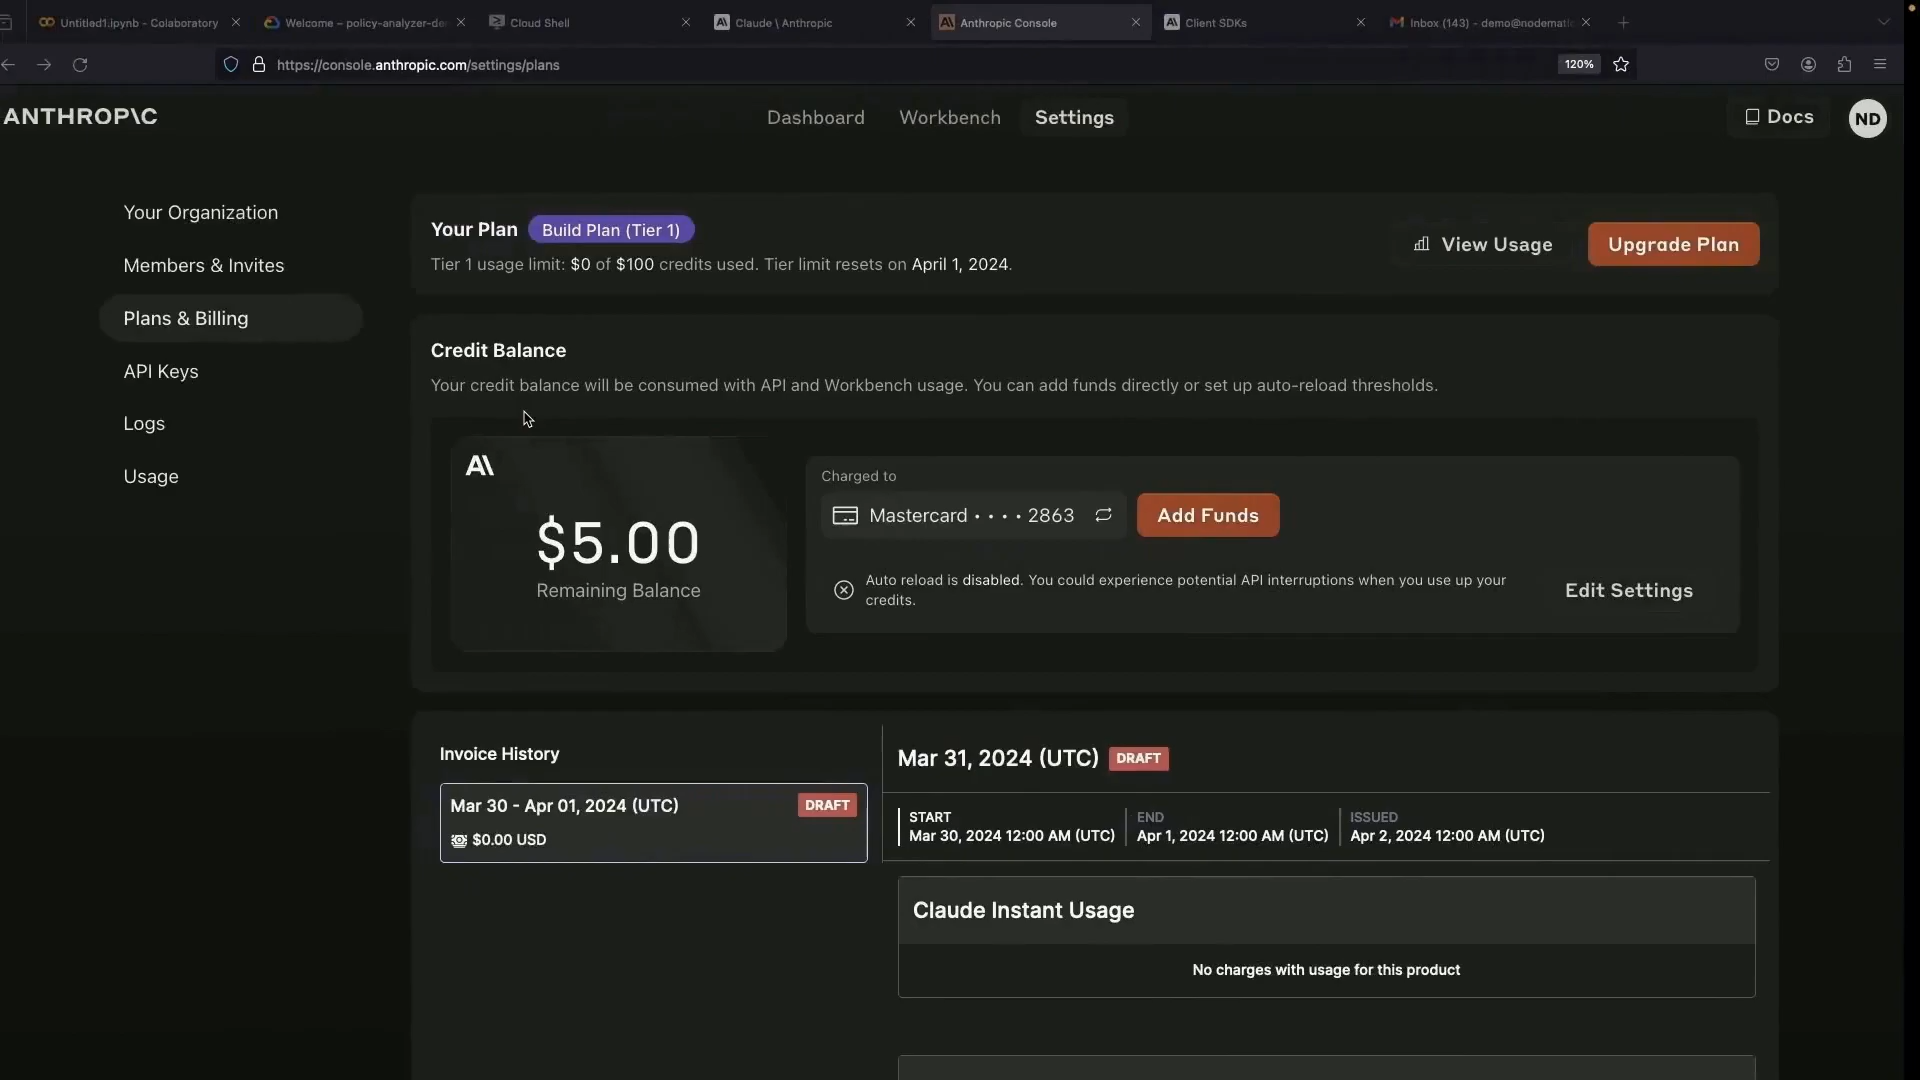 Untitled1.ipynb - Colaboratory
Welcome – policy-analyzer-de
Cloud Shell
Claude \ Anthropic
Anthropic Console
Client SDKs
Inbox (143) - demo@nodemat
https://console.anthropic.com/settings/plans
120%
ANTHROP\C
Dashboard
Workbench
Settings
Docs
ND
Your Organization
Members & Invites
Plans & Billing
API Keys
Logs
Usage
Your Plan
Build Plan (Tier 1)
Tier 1 usage limit: $0 of $100 credits used. Tier limit resets on April 1, 2024.
View Usage
Upgrade Plan
Credit Balance
Your credit balance will be consumed with API and Workbench usage. You can add funds directly or set up auto-reload thresholds.
A\
$5.00
Remaining Balance
Charged to
Mastercard • • • • 2863
Add Funds
Auto reload is disabled. You could experience potential API interruptions when you use up your
credits.
Edit Settings
Invoice History
Mar 30 - Apr 01, 2024 (UTC)
DRAFT
$0.00 USD
Mar 31, 2024 (UTC)
DRAFT
START
Mar 30, 2024 12:00 AM (UTC)
END
Apr 1, 2024 12:00 AM (UTC)
ISSUED
Apr 2, 2024 12:00 AM (UTC)
Claude Instant Usage
No charges with usage for this product